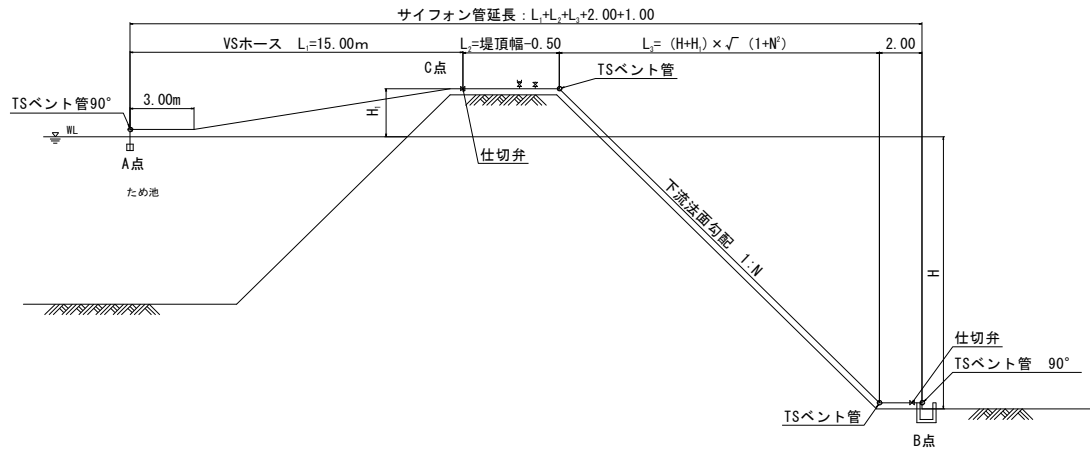 サイフォン管延長：L₁+L₂+L₃+2.00+1.00
VSホース　L₁=15.00m
L₂=堤頂幅-0.50
L₃= (H+H₁)×√ (1+N²)
2.00
C点
TSベント管
TSベント管90°
3.00m
H₁
WL
仕切弁
A点
ため池
下流法面勾配　1:N
H
仕切弁
TSベント管　90°
TSベント管
B点